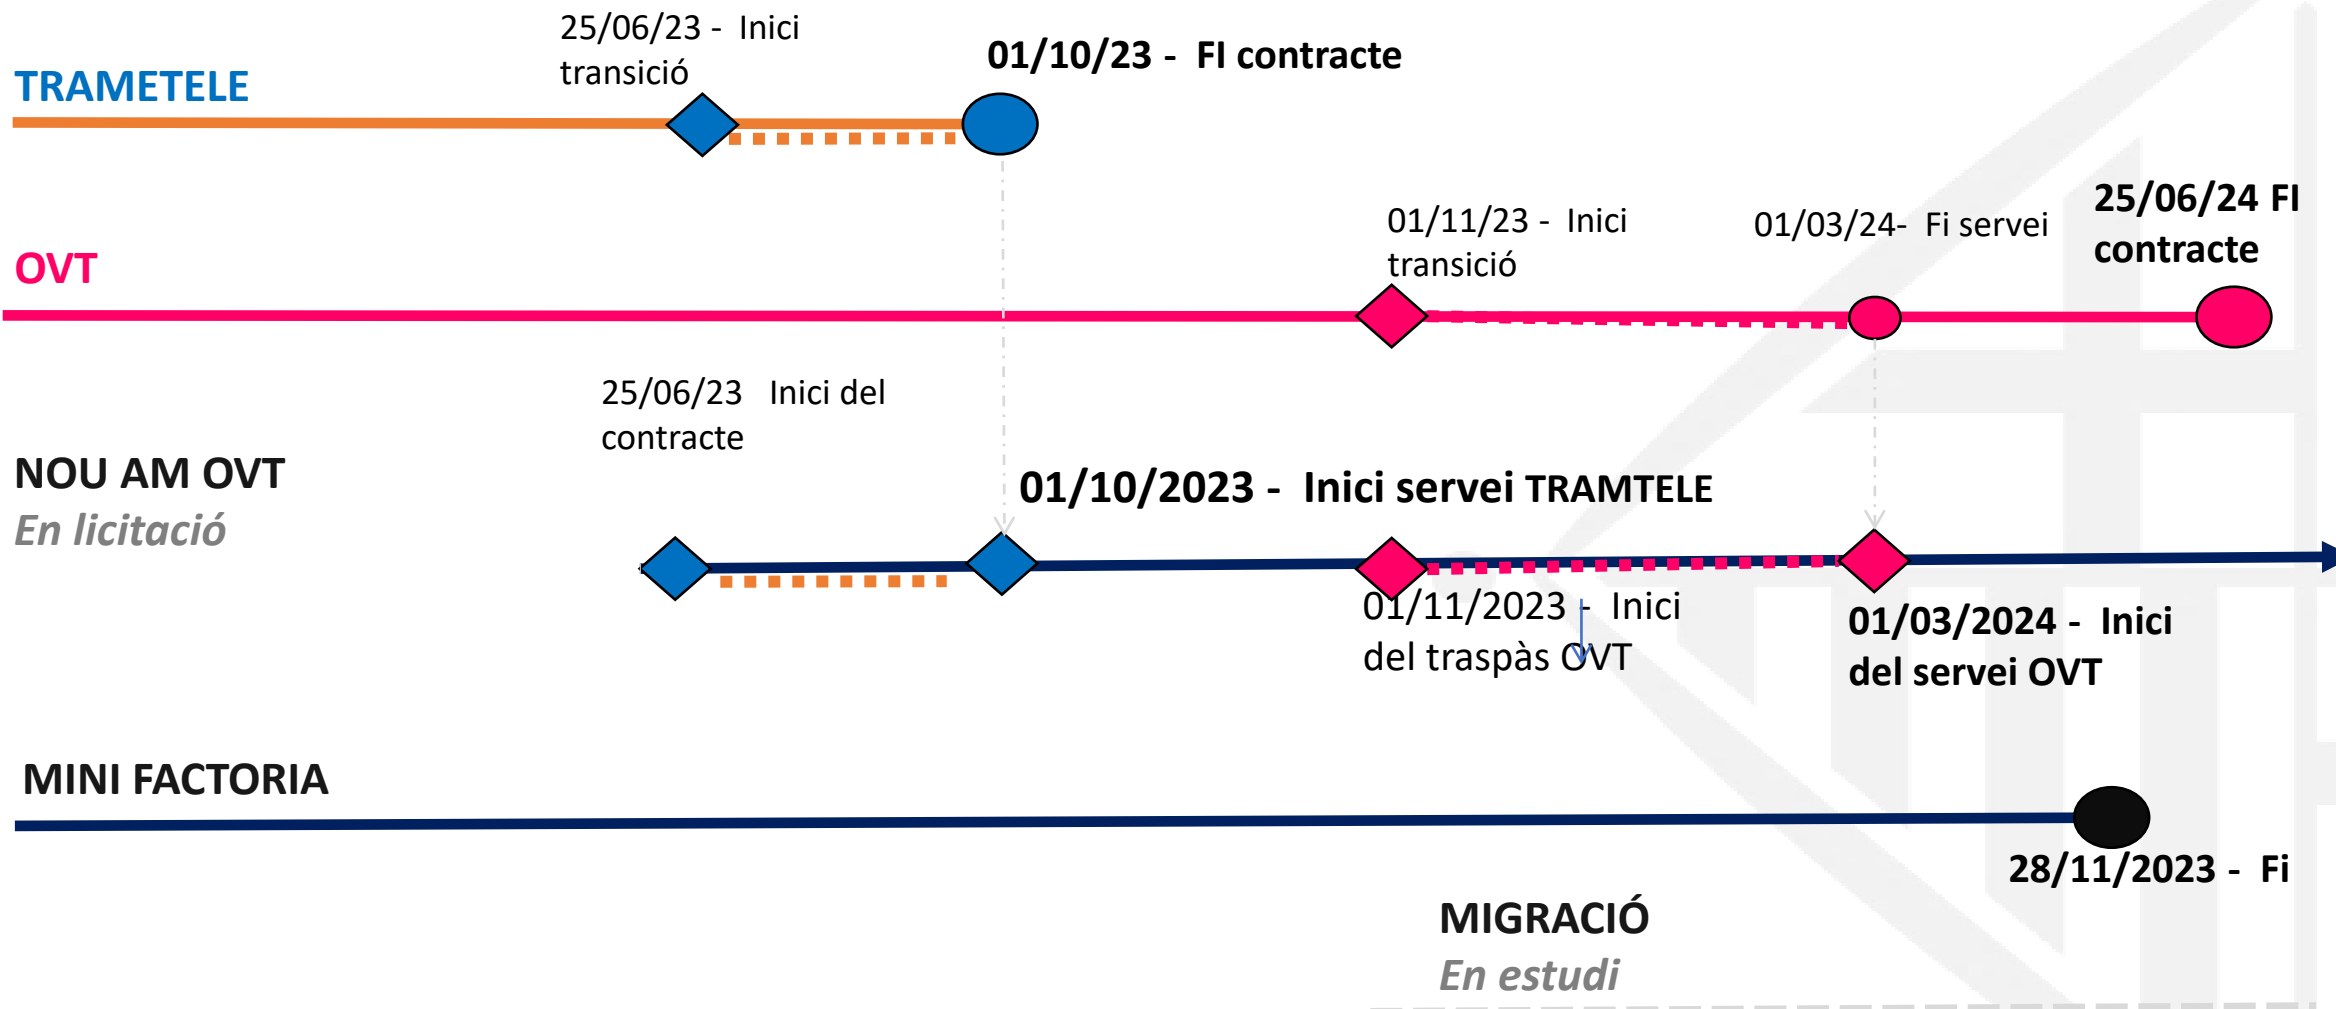 25/06/23 - Inici
transició
01/10/23 - FI contracte
TRAMETELE
25/06/24 FI
contracte
01/11/23 - Inici
transició
01/03/24- Fi servei
OVT
25/06/23 Inici del
contracte
NOU AM OVT
En licitació
01/10/2023 - Inici servei TRAMTELE
01/11/2023 - Inici
del traspàs OVT
01/03/2024 - Inici
del servei OVT
MINI FACTORIA
28/11/2023 - Fi
MIGRACIÓ
En estudi